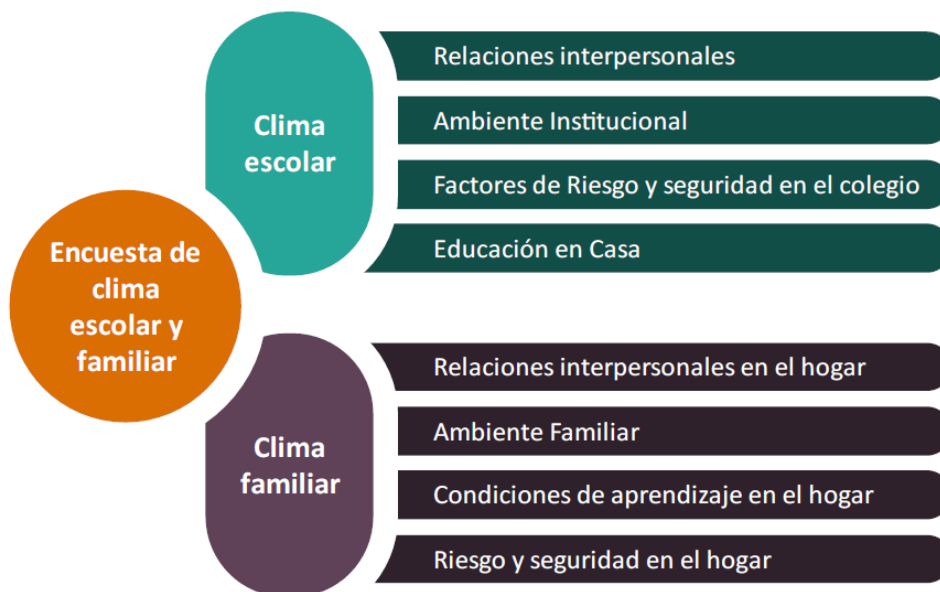 Encuesta de
clima
escolar y
familiar
Clima
escolar
Relaciones interpersonales
Ambiente Institucional
Factores de Riesgo y seguridad en el colegio
Educación en Casa
Clima
familiar
Relaciones interpersonales en el hogar
Ambiente Familiar
Condiciones de aprendizaje en el hogar
Riesgo y seguridad en el hogar